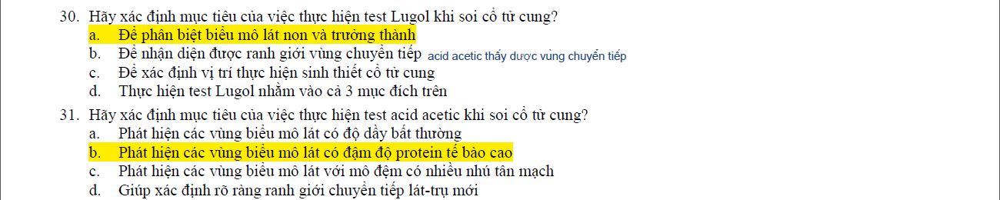 30. Hãy xác định mục tiêu của việc thực hiện test Lugol khi soi cổ tử cung?
a. Để phân biệt biểu mô lát non và trưởng thành
b. Để nhận diện được ranh giới vùng chuyển tiếp acid acetic thấy dược vùng chuyển tiếp
c. Để xác định vị trí thực hiện sinh thiết cổ tử cung
d. Thực hiện test Lugol nhằm vào cả 3 mục đích trên
31. Hãy xác định mục tiêu của việc thực hiện test acid acetic khi soi cổ tử cung?
a. Phát hiện các vùng biểu mô lát có độ dầy bất thường
b. Phát hiện các vùng biểu mô lát có đậm độ protein tế bào cao
c. Phát hiện các vùng biểu mô lát với mô đệm có nhiều nhú tân mạch
d. Giúp xác định rõ ràng ranh giới chuyển tiếp lát-trụ mới